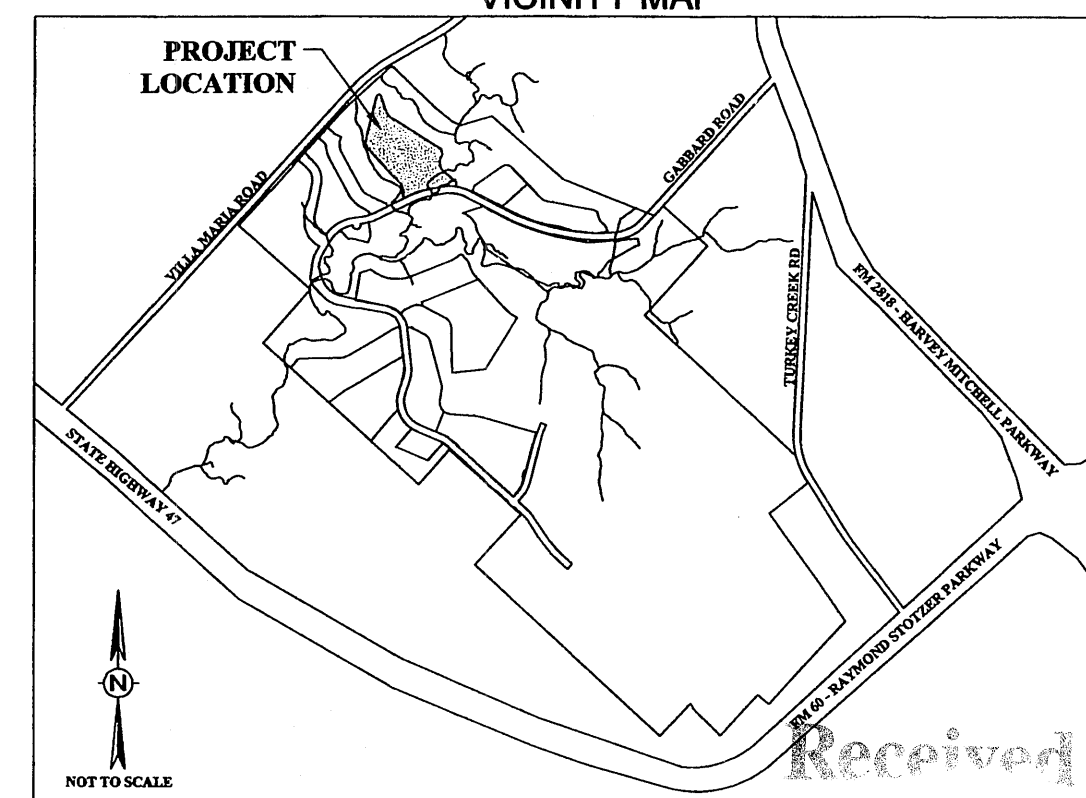 VICINITY MAP
PROJECT
LOCATION
VILLA MARIA ROAD
GABBARD ROAD
TURKEY CREEK RD
FM 2818 - HARVEY MITCHELL PARKWAY
STATE HIGHWAY 47
FM 60 - RAYMOND STOTZER PARKWAY
N
NOT TO SCALE
Received